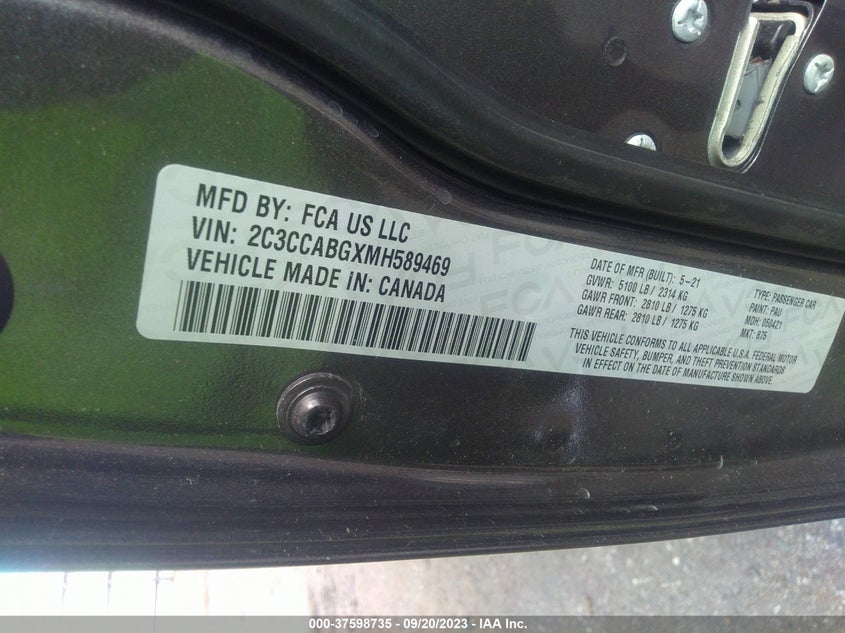 MFD BY: FCA US LLC
VIN: 2C3CCABGXMH589469
VEHICLE MADE IN: CANADA
DATE OF MFR (BUILT): 5-21
GVWR: 5100 LB / 2314 KG
GAWR FRONT: 2810 LB / 1275 KG
GAWR REAR: 2810 LB / 1275 KG
TYPE: PASSENGER CAR
PAINT: PAU
MDH: 050421
MKT: B75
THIS VEHICLE CONFORMS TO ALL APPLICABLE U.S.A. FEDERAL MOTOR
VEHICLE SAFETY, BUMPER, AND THEFT PREVENTION STANDARDS
IN EFFECT ON THE DATE OF MANUFACTURE SHOWN ABOVE.
000-37598735 - 09/20/2023 - IAA Inc.